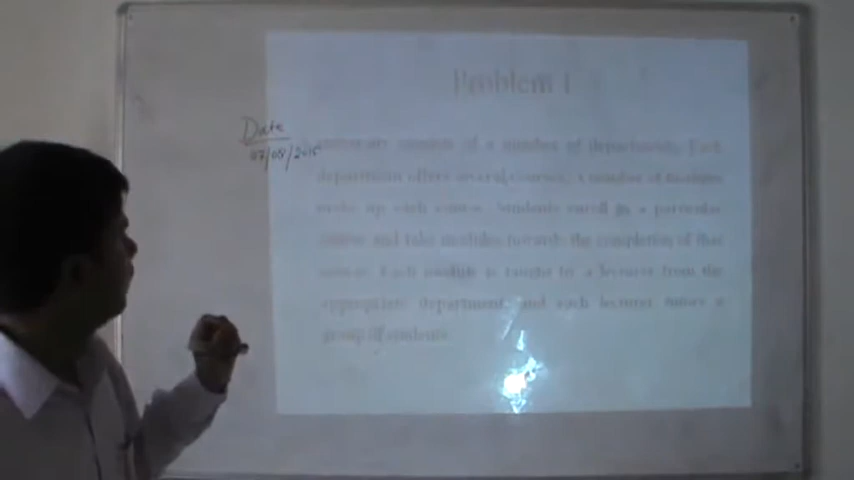 Problem 1
Date
07/08/2015
university consists of a number of departments. Each
department offers several courses. A number of modules
make up each course. Students enroll in a particular
course and take modules towards the completion of that
course. Each module is taught by a lecturer from the
appropriate department, and each lecturer tutors a
group of students